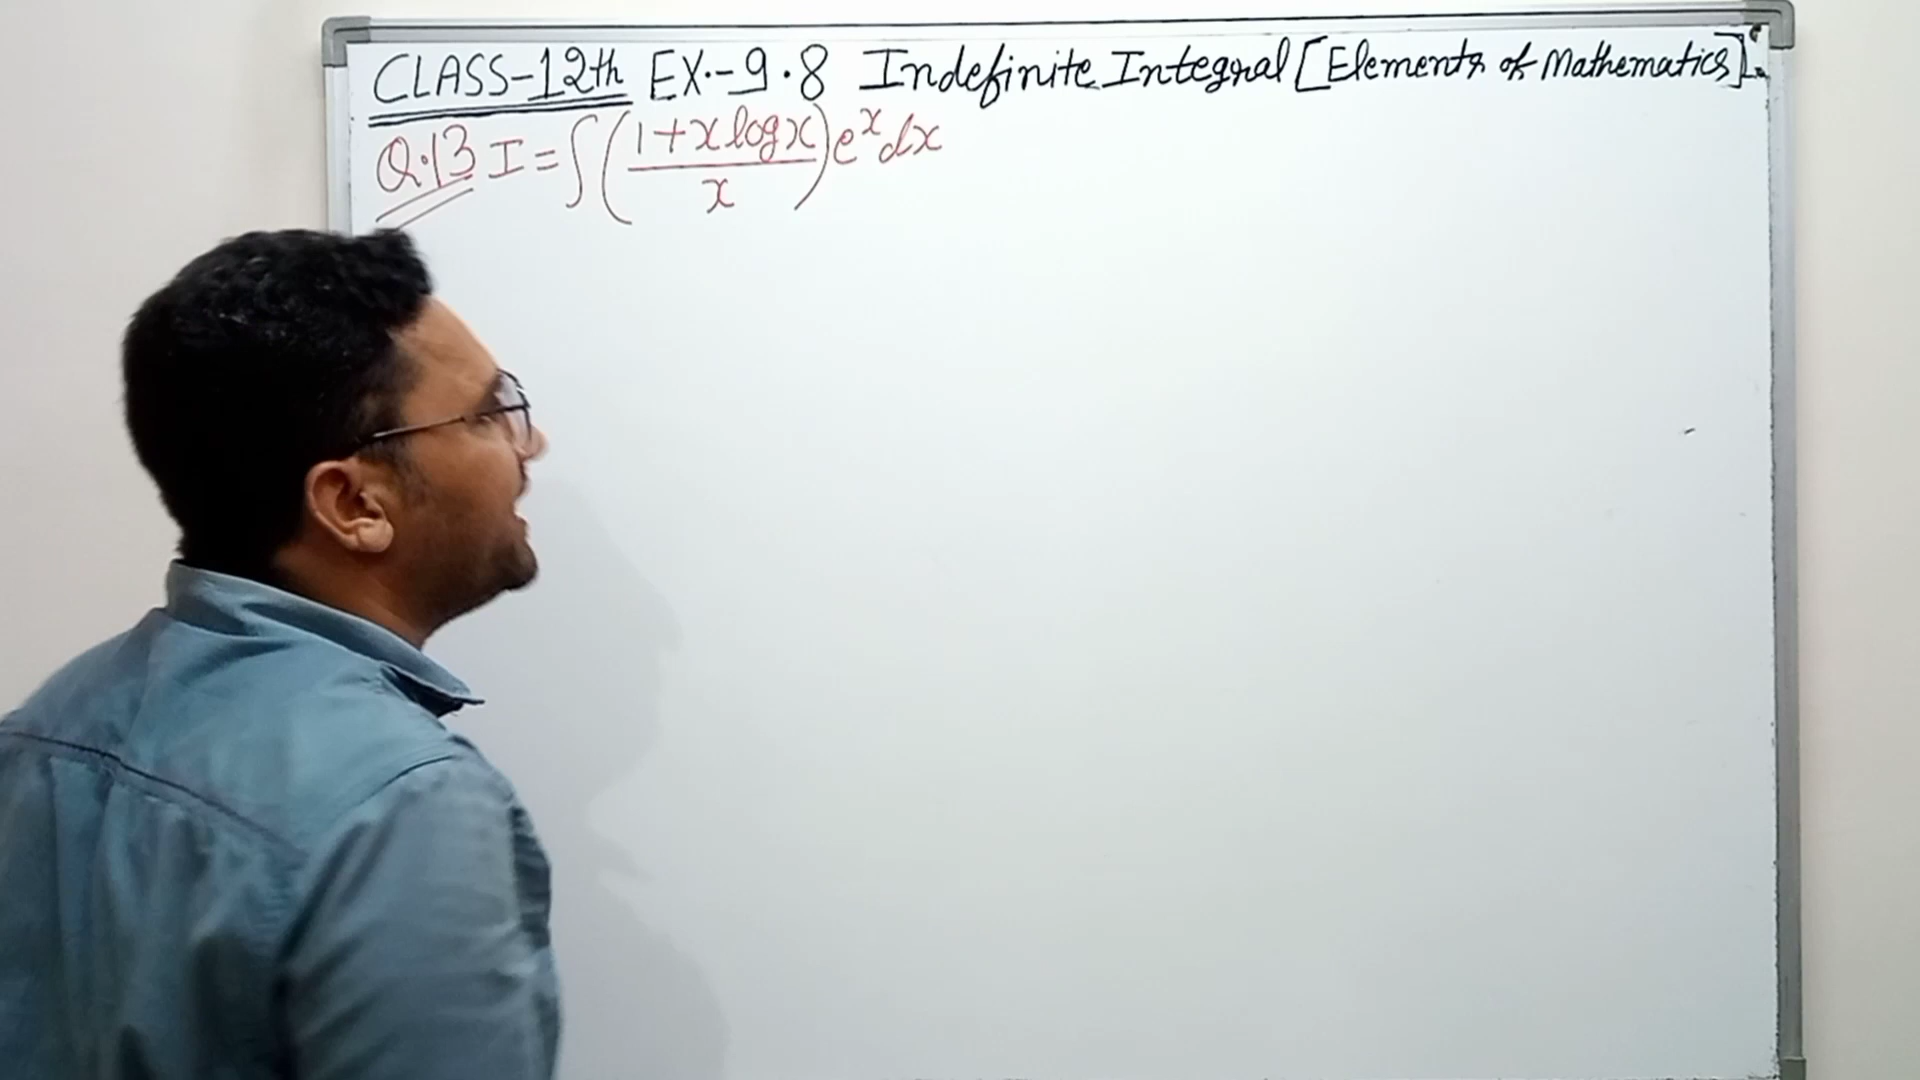 CLASS-12th EX.-9.8 Indefinite Integral [Elements of Mathematics].
Q.13 I = ∫ ( (1+x log x) / x ) e^x dx